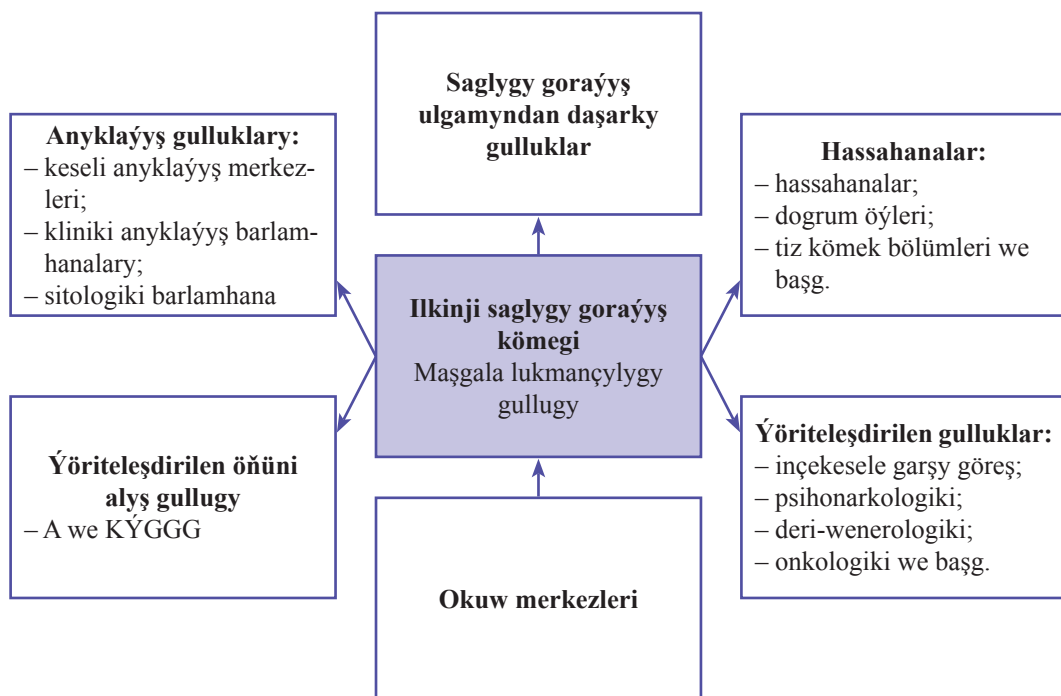 Saglygy goraýyş
ulgamyndan daşarky
gulluklar
Anyklaýyş gulluklary:
– keseli anyklaýyş merkez-
leri;
– kliniki anyklaýyş barlam-
hanalary;
– sitologiki barlamhana
Hassahanalar:
– hassahanalar;
– dogrum öýleri;
– tiz kömek bölümleri we
başg.
Ilkinji saglygy goraýyş
kömegi
Maşgala lukmançylygy
gullugy
Ýöriteleşdirilen öňüni
alyş gullugy
– A we KÝGGG
Ýöriteleşdirilen gulluklar:
– inçekesele garşy göreş;
– psihonarkologiki;
– deri-wenerologiki;
– onkologiki we başg.
Okuw merkezleri